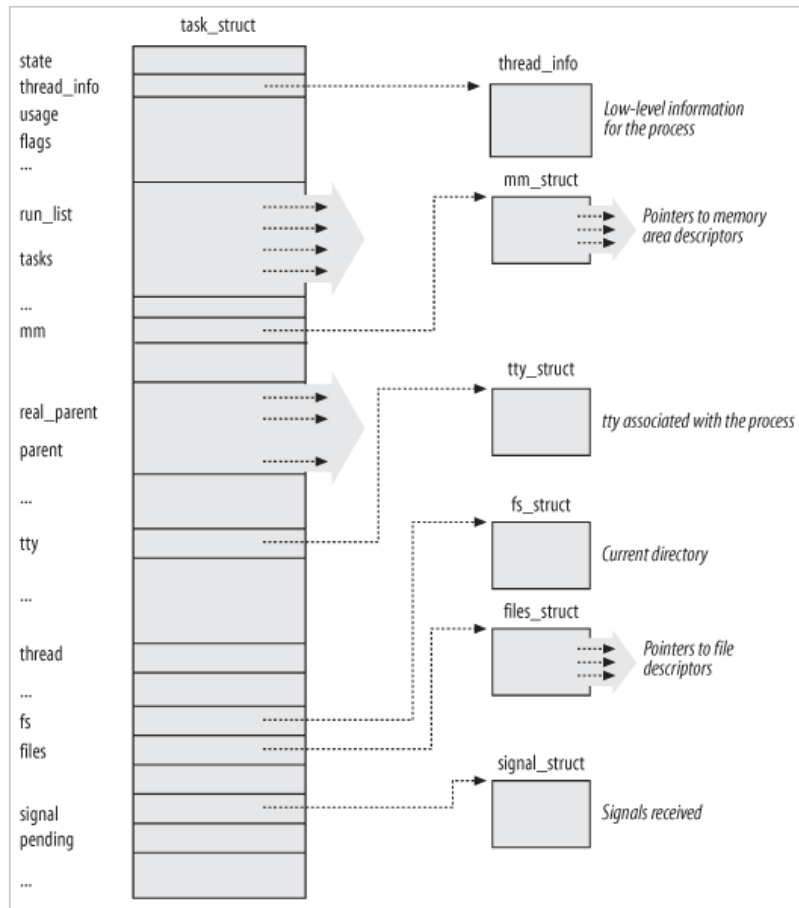 task_struct
state
thread_info
usage
flags
...
run_list
tasks
...
mm
real_parent
parent
...
tty
...
thread
...
fs
files
signal
pending
...
thread_info
Low-level information
for the process
mm_struct
Pointers to memory
area descriptors
tty_struct
tty associated with the process
fs_struct
Current directory
files_struct
Pointers to file
descriptors
signal_struct
Signals received